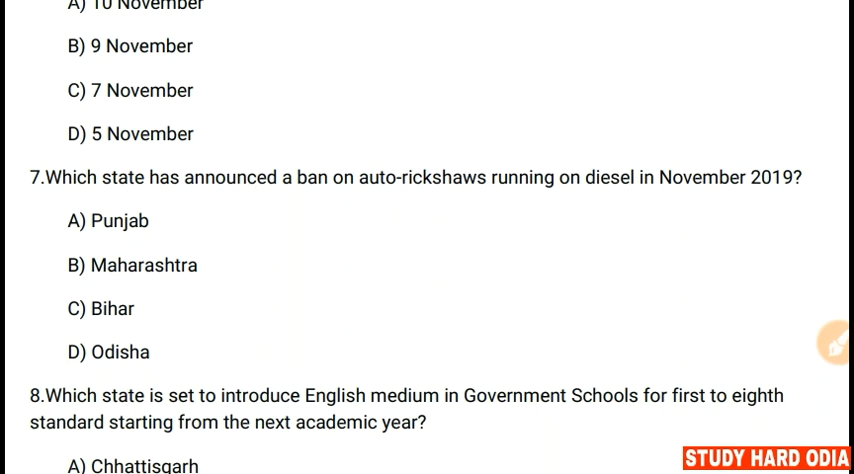 A) 10 November
B) 9 November
C) 7 November
D) 5 November
7.Which state has announced a ban on auto-rickshaws running on diesel in November 2019?
A) Punjab
B) Maharashtra
C) Bihar
D) Odisha
8.Which state is set to introduce English medium in Government Schools for first to eighth
standard starting from the next academic year?
A) Chhattisgarh
STUDY HARD ODIA